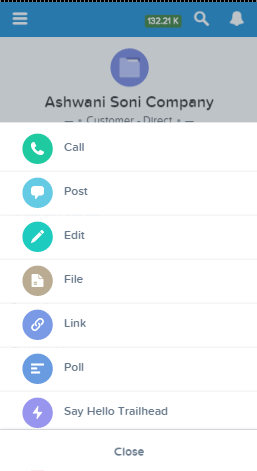 132.21 K
Ashwani Soni Company
Customer - Direct
Call
Post
Edit
File
Link
Poll
Say Hello Trailhead
Close